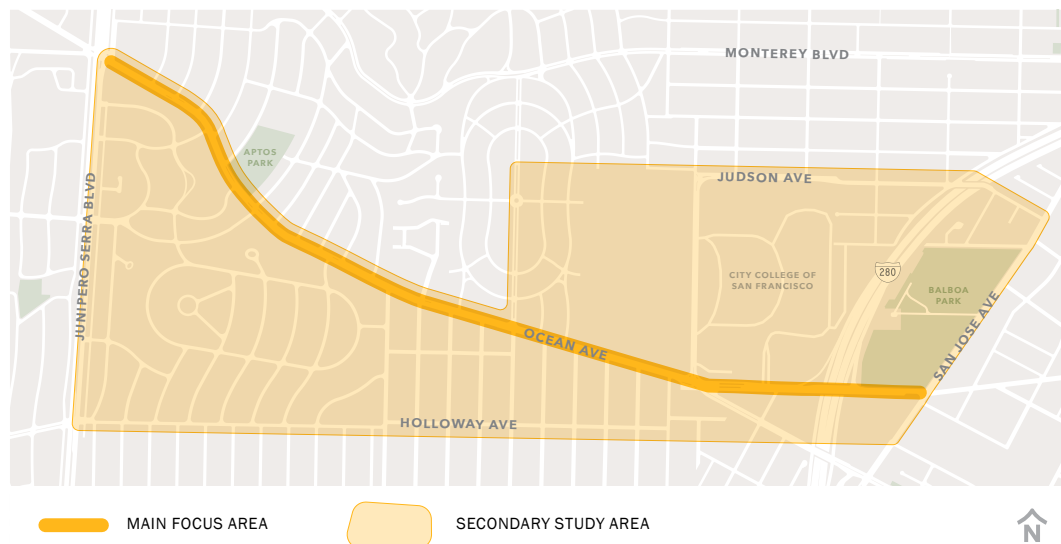 MONTEREY BLVD
APTOS
PARK
JUDSON AVE
JUNIPERO SERRA BLVD
CITY COLLEGE OF
SAN FRANCISCO
280
BALBOA
PARK
SAN JOSE AVE
OCEAN AVE
HOLLOWAY AVE
MAIN FOCUS AREA
SECONDARY STUDY AREA
N